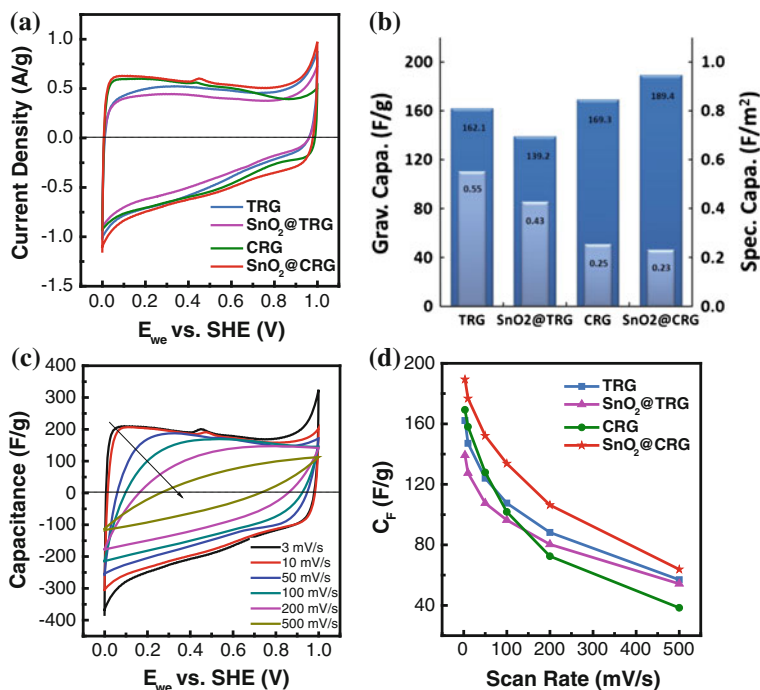 (a)
Current Density (A/g)
1.0
0.5
0.0
-0.5
-1.0
-1.5
TRG
SnO2@TRG
CRG
SnO2@CRG
0.0 0.2 0.4 0.6 0.8 1.0
Ewe vs. SHE (V)
(b)
Grav. Capa. (F/g)
200
160
120
80
40
0
162.1
0.55
139.2
0.43
169.3
0.25
189.4
0.23
1.0
0.8
0.6
0.4
0.2
0.0
Spec. Capa. (F/m²)
TRG SnO2@TRG CRG SnO2@CRG
(c)
Capacitance (F/g)
400
300
200
100
0
-100
-200
-300
-400
3 mV/s
10 mV/s
50 mV/s
100 mV/s
200 mV/s
500 mV/s
0.0 0.2 0.4 0.6 0.8 1.0
Ewe vs. SHE (V)
(d)
CF (F/g)
200
160
120
80
40
TRG
SnO2@TRG
CRG
SnO2@CRG
0 100 200 300 400 500
Scan Rate (mV/s)